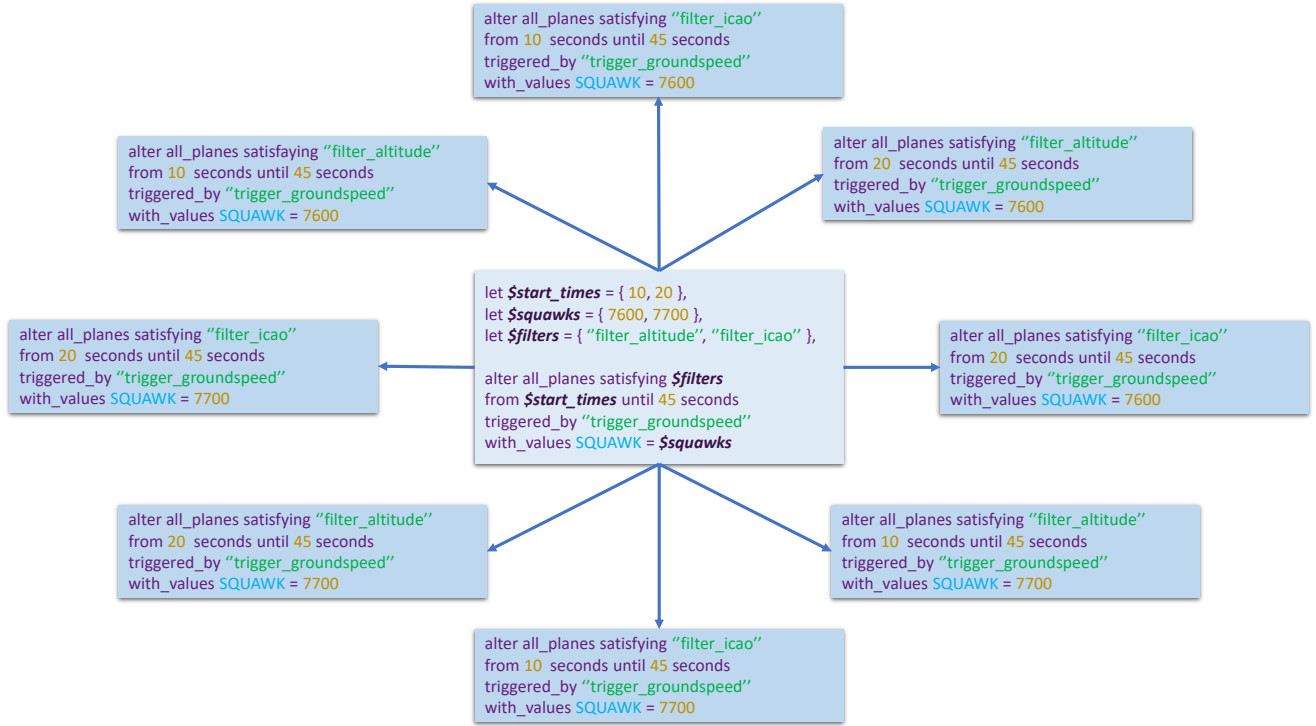 alter all_planes satisfying ‘‘filter_icao’’
from 10 seconds until 45 seconds
triggered_by ‘‘trigger_groundspeed’’
with_values SQUAWK = 7600
alter all_planes satisfaying ‘‘filter_altitude’’
from 10 seconds until 45 seconds
triggered_by ‘‘trigger_groundspeed’’
with_values SQUAWK = 7600
alter all_planes satisfying ‘‘filter_altitude’’
from 20 seconds until 45 seconds
triggered_by ‘‘trigger_groundspeed’’
with_values SQUAWK = 7600
let $start_times = { 10, 20 },
let $squawks = { 7600, 7700 },
let $filters = { ‘‘filter_altitude’’, ‘‘filter_icao’’ },
alter all_planes satisfying $filters
from $start_times until 45 seconds
triggered_by ‘‘trigger_groundspeed’’
with_values SQUAWK = $squawks
alter all_planes satisfying ‘‘filter_icao’’
from 20 seconds until 45 seconds
triggered_by ‘‘trigger_groundspeed’’
with_values SQUAWK = 7700
alter all_planes satisfying ‘‘filter_icao’’
from 20 seconds until 45 seconds
triggered_by ‘‘trigger_groundspeed’’
with_values SQUAWK = 7600
alter all_planes satisfying ‘‘filter_altitude’’
from 20 seconds until 45 seconds
triggered_by ‘‘trigger_groundspeed’’
with_values SQUAWK = 7700
alter all_planes satisfying ‘‘filter_altitude’’
from 10 seconds until 45 seconds
triggered_by ‘‘trigger_groundspeed’’
with_values SQUAWK = 7700
alter all_planes satisfying ‘‘filter_icao’’
from 10 seconds until 45 seconds
triggered_by ‘‘trigger_groundspeed’’
with_values SQUAWK = 7700